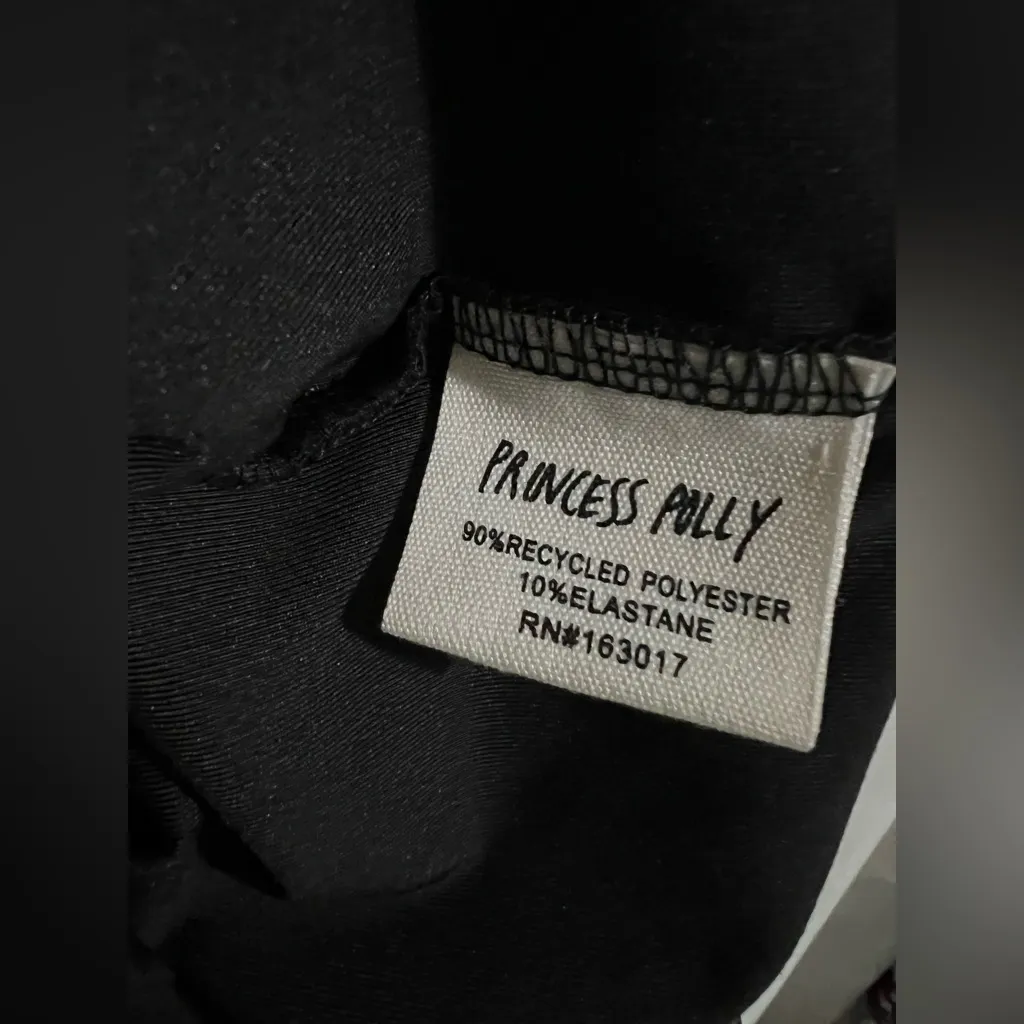 PRINCESS POLLY
90%RECYCLED POLYESTER
10%ELASTANE
RN#163017